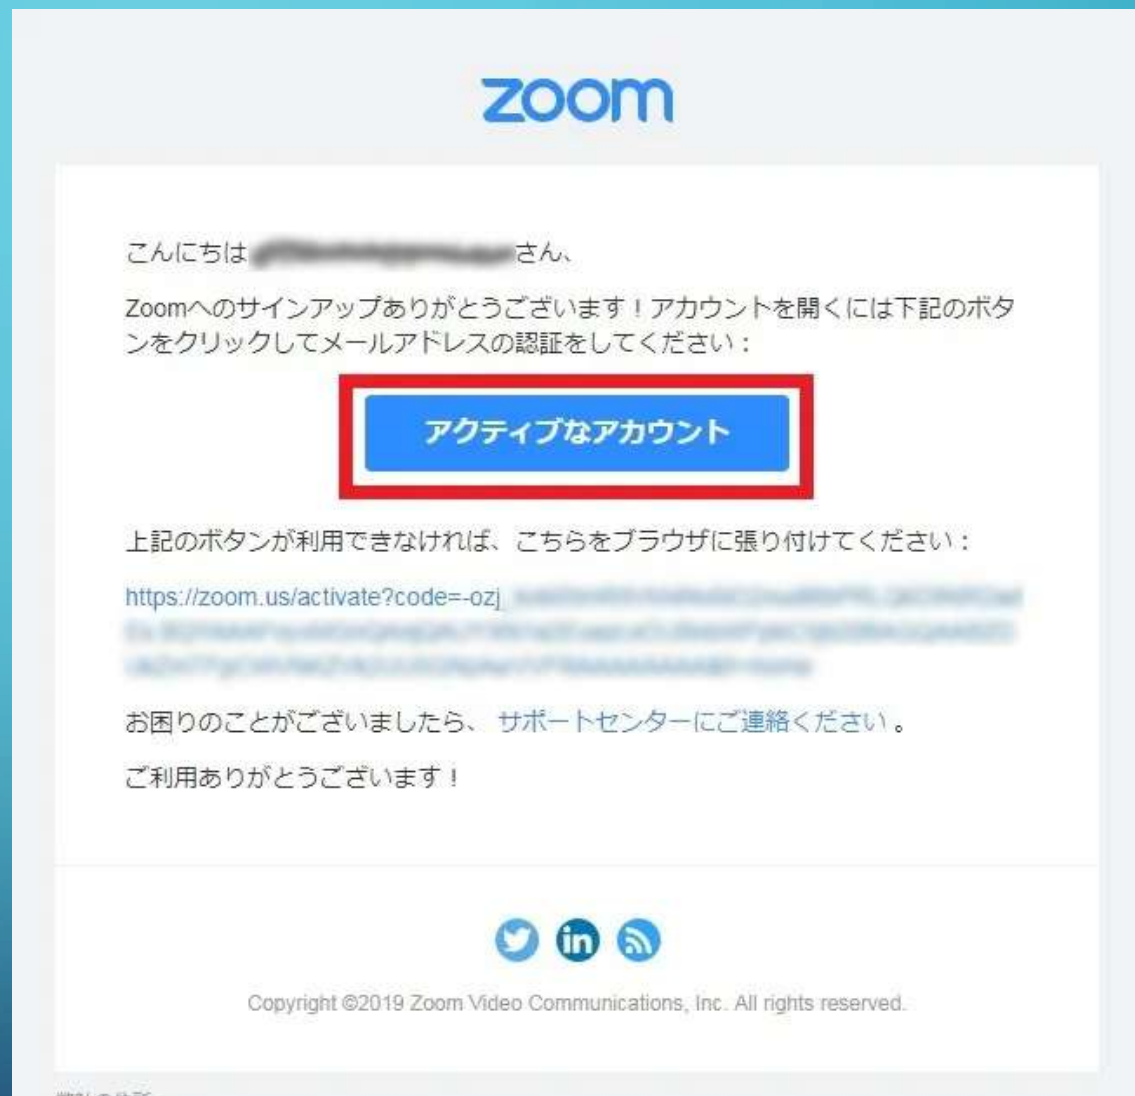 zoom
こんにちは さん、
Zoomへのサインアップありがとうございます！アカウントを開くには下記のボタ
ンをクリックしてメールアドレスの認証をしてください：
アクティブなアカウント
上記のボタンが利用できなければ、こちらをブラウザに張り付けてください：
https://zoom.us/activate?code=-ozj_
お困りのことがございましたら、 サポートセンターにご連絡ください 。
ご利用ありがとうございます！
in
Copyright ©2019 Zoom Video Communications, Inc. All rights reserved.